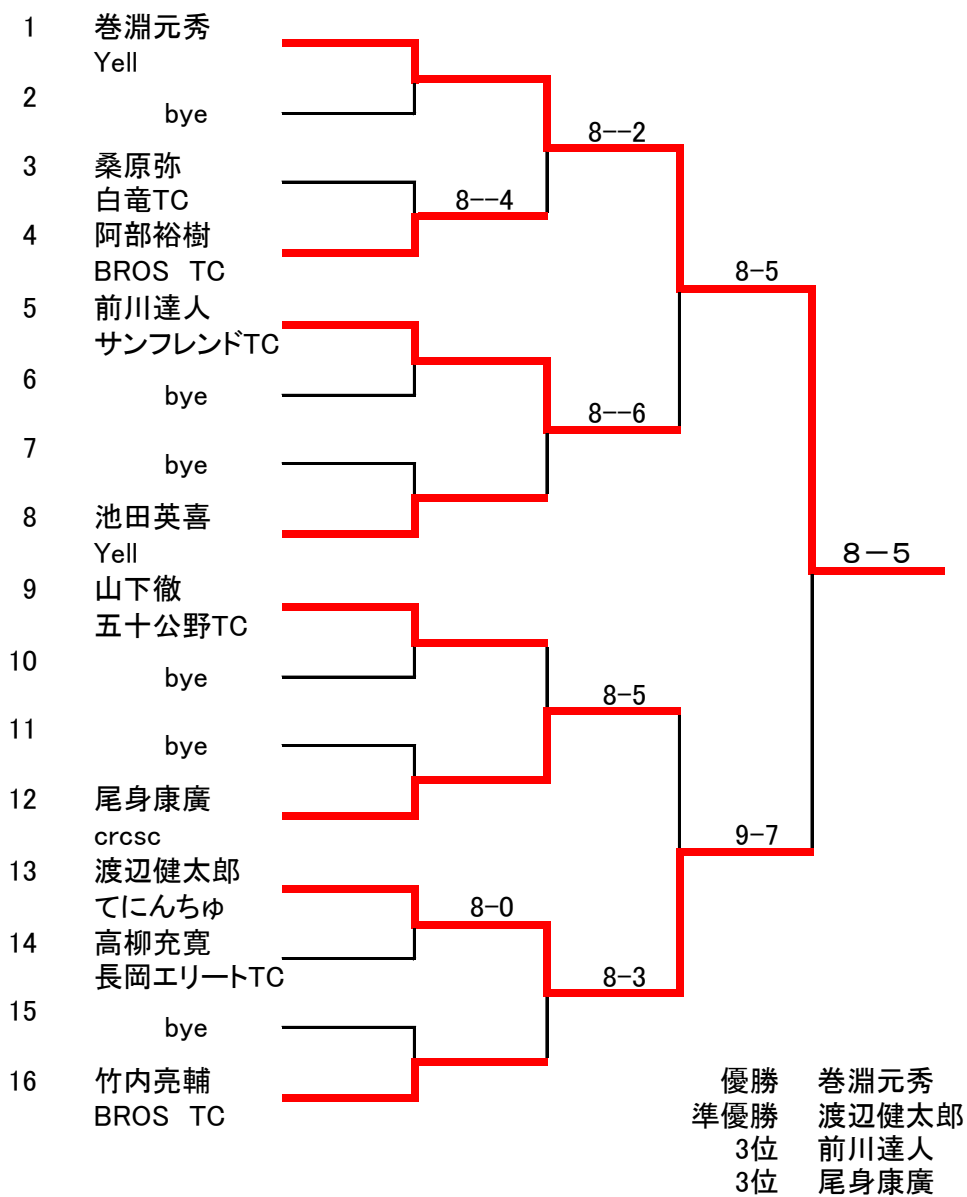 1 巻淵元秀
Yell
2 bye
8--2
3 桑原弥
白竜TC 8--4
4 阿部裕樹
BROS TC 8-5
5 前川達人
サンフレンドTC
6 bye
8--6
7 bye
8 池田英喜
Yell 8－5
9 山下徹
五十公野TC
10 bye
8-5
11 bye
12 尾身康廣
crcsc 9-7
13 渡辺健太郎
てにんちゅ 8-0
14 高柳充寛
長岡エリートTC 8-3
15 bye
16 竹内亮輔
BROS TC
優勝 巻淵元秀
準優勝 渡辺健太郎
3位 前川達人
3位 尾身康廣